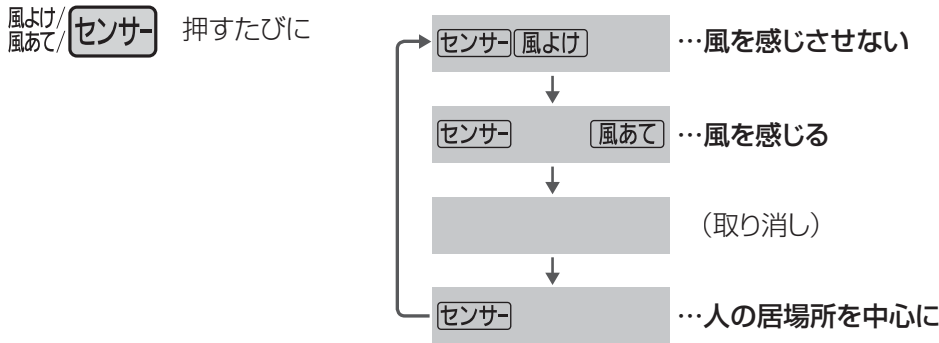 風よけ/
風あて/ センサー 押すたびに
センサー 風よけ …風を感じさせない
センサー 風あて …風を感じる
（取り消し）
センサー …人の居場所を中心に